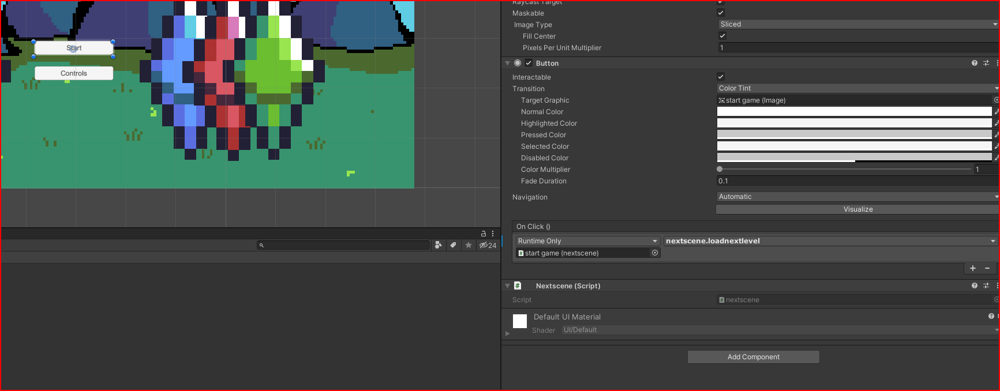 Raycast Target
Maskable
Image Type
Sliced
Fill Center
Pixels Per Unit Multiplier
1
Start
Controls
Button
Interactable
Transition
Color Tint
Target Graphic
start game (Image)
Normal Color
Highlighted Color
Pressed Color
Selected Color
Disabled Color
Color Multiplier
1
Fade Duration
0.1
Navigation
Automatic
Visualize
On Click ()
Runtime Only
nextscene.loadnextlevel
start game (nextscene)
24
Nextscene (Script)
Script
nextscene
Default UI Material
Shader
UI/Default
Add Component